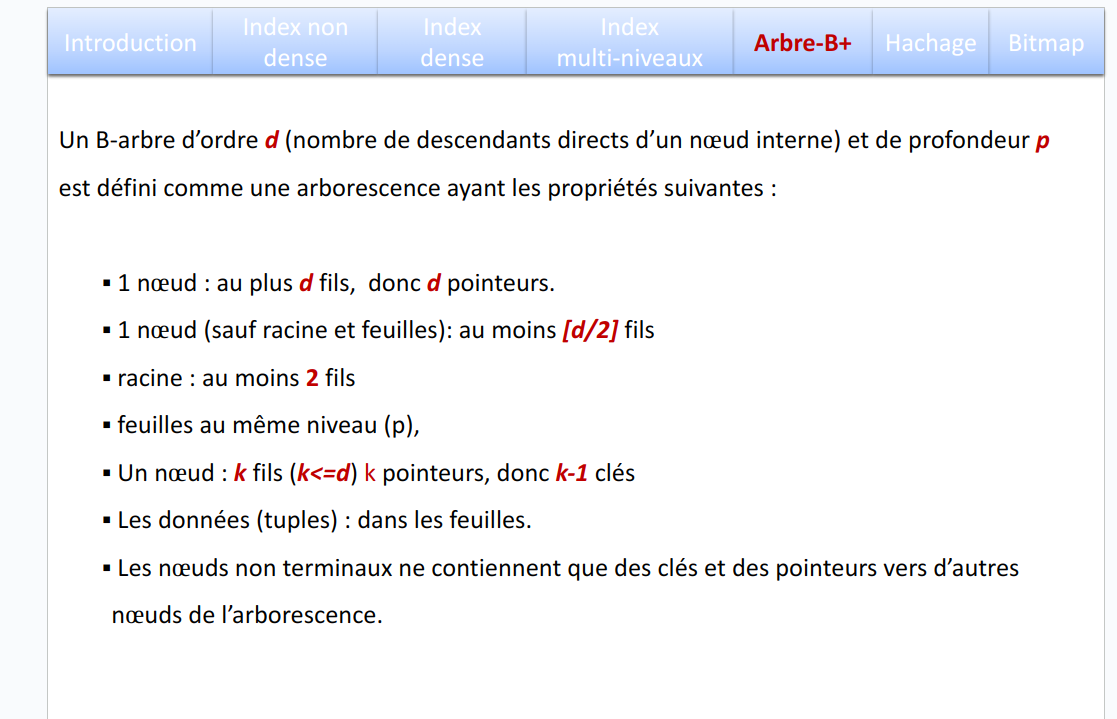 Introduction
Index non dense
Index dense
Index multi-niveaux
Arbre-B+
Hachage
Bitmap
Un B-arbre d’ordre d (nombre de descendants directs d’un nœud interne) et de profondeur p
est défini comme une arborescence ayant les propriétés suivantes :
▪ 1 nœud : au plus d fils, donc d pointeurs.
▪ 1 nœud (sauf racine et feuilles): au moins [d/2] fils
▪ racine : au moins 2 fils
▪ feuilles au même niveau (p),
▪ Un nœud : k fils (k<=d) k pointeurs, donc k-1 clés
▪ Les données (tuples) : dans les feuilles.
▪ Les nœuds non terminaux ne contiennent que des clés et des pointeurs vers d’autres
nœuds de l’arborescence.